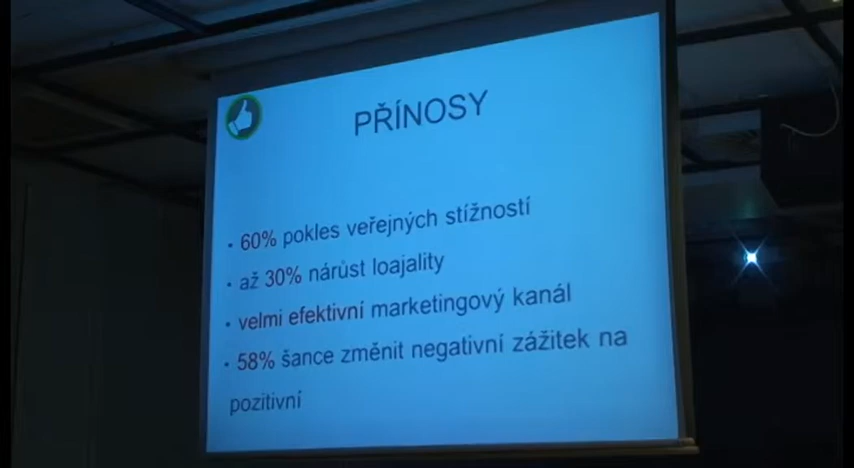 PŘÍNOSY
• 60% pokles veřejných stížností
• až 30% nárůst loajality
• velmi efektivní marketingový kanál
• 58% šance změnit negativní zážitek na
pozitivní